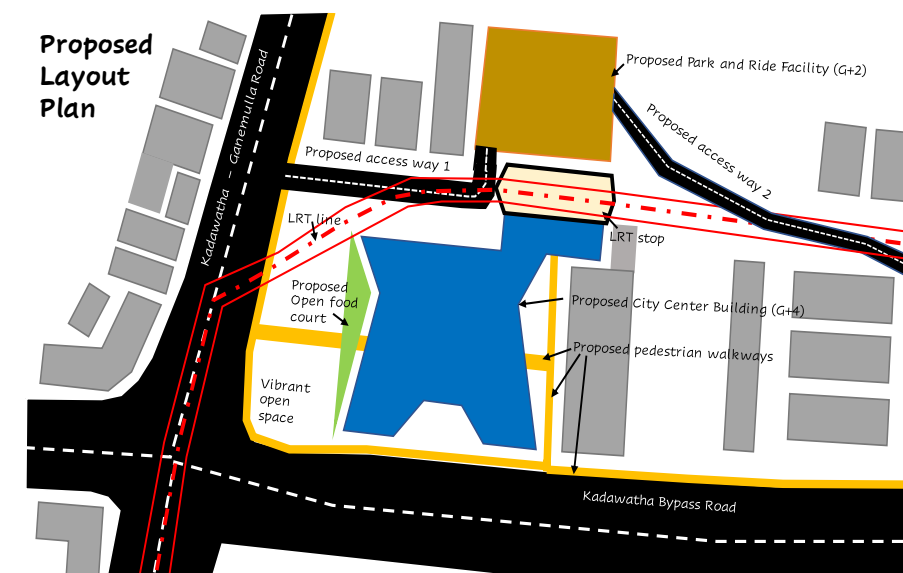 Proposed
Layout
Plan
Kadawatha - Ganemulla Road
Proposed Park and Ride Facility (G+2)
Proposed access way 2
Proposed access way 1
LRT line
LRT stop
Proposed
Open food
court
Proposed City Center Building (G+4)
Proposed pedestrian walkways
Vibrant
open
space
Kadawatha Bypass Road